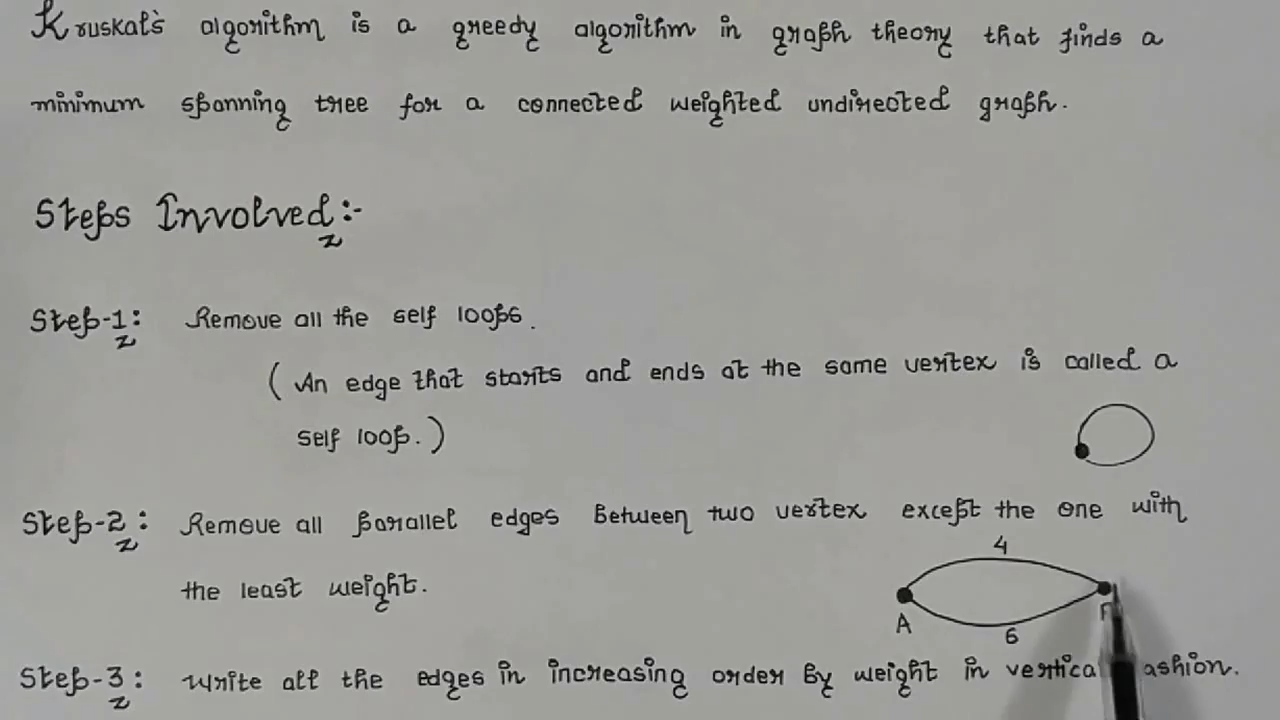 Kruskal's algorithm is a greedy algorithm in graph theory that finds a
minimum spanning tree for a connected weighted undirected graph.
Steps Involved:-
Step-1: Remove all the self loops.
(An edge that starts and ends at the same vertex is called a
self loop.)
Step-2: Remove all parallel edges between two vertex except the one with
the least weight.
4
A
6
Step-3: Write all the edges in increasing order by weight in